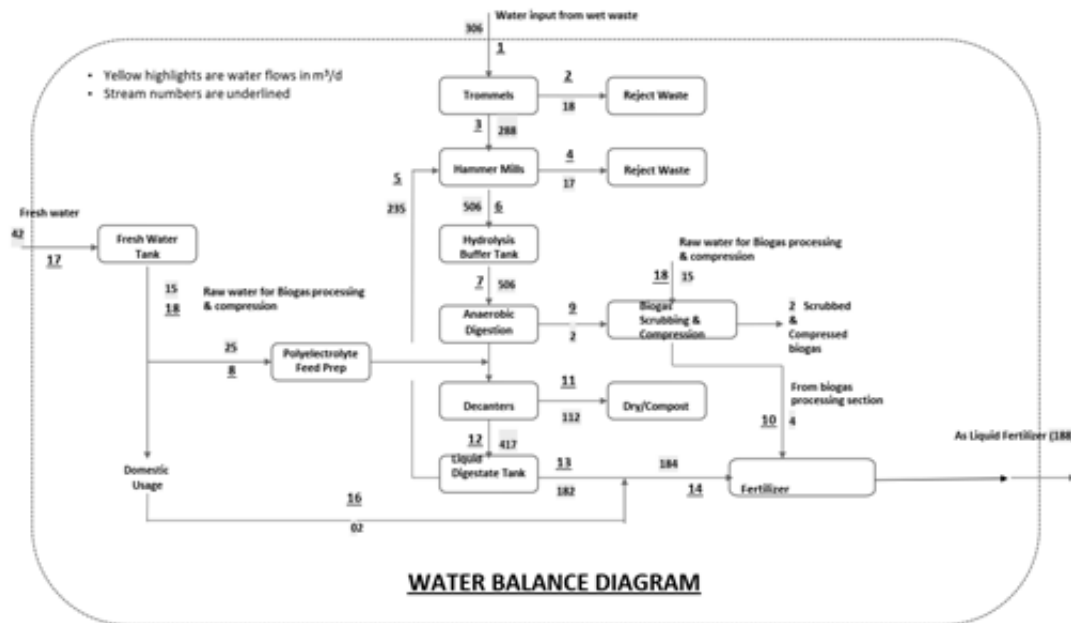 Water input from wet waste
306
1
• Yellow highlights are water flows in m³/d
• Stream numbers are underlined
2
Trommels
Reject Waste
18
3
288
4
Hammer Mills
Reject Waste
5
17
235
506
6
Fresh water
42
Fresh Water
Tank
17
Hydrolysis
Buffer Tank
Raw water for Biogas processing
& compression
18
15
7
506
15
18
Raw water for Biogas processing
& compression
9
Anaerobic
Digestion
2
Biogas
Scrubbing &
Compression
2 Scrubbed
&
Compressed
biogas
25
8
Polyelectrolyte
Feed Prep
11
Decanters
Dry/Compost
112
From biogas
processing section
10
4
12
417
As Liquid Fertilizer (188
Liquid
Digestate Tank
13
182
184
14
Fertilizer
Domestic
Usage
16
02
WATER BALANCE DIAGRAM